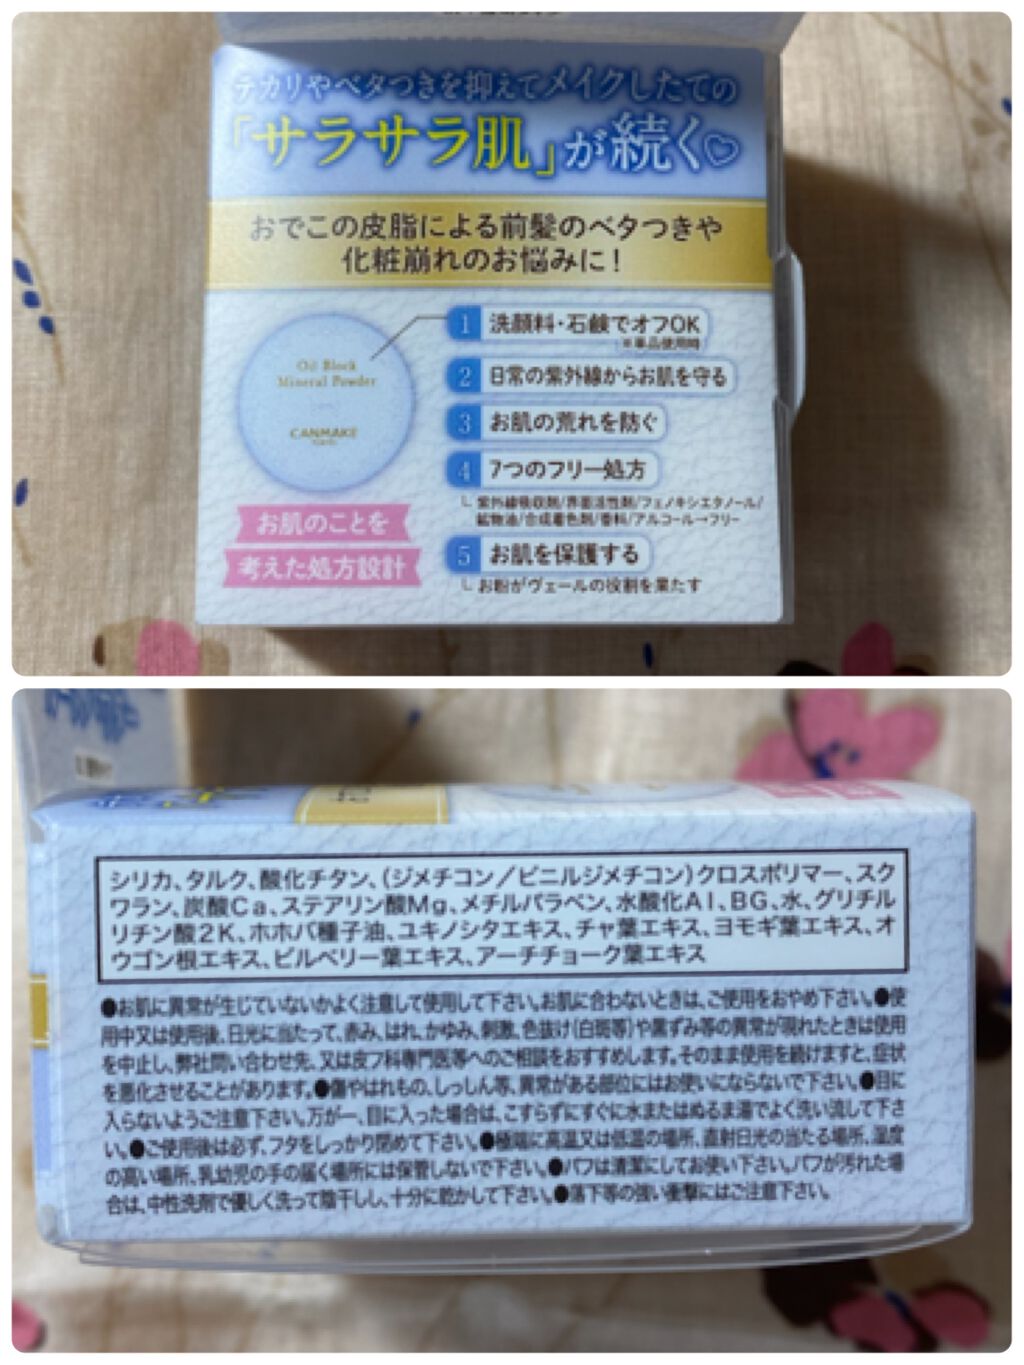 テカリやベタつきを抑えてメイクしたての
「サラサラ肌」が続く♡
おでこの皮脂による前髪のベタつきや
化粧崩れのお悩みに！
Oil Block
Mineral Powder
CANMAKE
お肌のことを
考えた処方設計
1 洗顔料・石鹸でオフOK
※単品使用時
2 日常の紫外線からお肌を守る
3 お肌の荒れを防ぐ
4 7つのフリー処方
└ 紫外線吸収剤/界面活性剤/フェノキシエタノール/
鉱物油/合成着色剤/香料/アルコール→フリー
5 お肌を保護する
└ お粉がヴェールの役割を果たす
シリカ、タルク、酸化チタン、(ジメチコン／ビニルジメチコン)クロスポリマー、スク
ワラン、炭酸Ca、ステアリン酸Mg、メチルパラベン、水酸化Al、BG、水、グリチル
リチン酸2K、ホホバ種子油、ユキノシタエキス、チャ葉エキス、ヨモギ葉エキス、オ
ウゴン根エキス、ビルベリー葉エキス、アーチチョーク葉エキス
●お肌に異常が生じていないかよく注意して使用して下さい。お肌に合わないときは、ご使用をおやめ下さい。●使
用中又は使用後、日光に当たって、赤み、はれ、かゆみ、刺激、色抜け(白斑等)や黒ずみ等の異常が現れたときは使用
を中止し、弊社問い合わせ先、又は皮フ科専門医等へのご相談をおすすめします。そのまま使用を続けますと、症状
を悪化させることがあります。●傷やはれもの、しっしん等、異常がある部位にはお使いにならないで下さい。●目に
入らないようご注意下さい。万が一、目に入った場合は、こすらずにすぐに水またはぬるま湯でよく洗い流して下さ
い。●ご使用後は必ず、フタをしっかり閉めて下さい。●極端に高温又は低温の場所、直射日光の当たる場所、湿度
の高い場所、乳幼児の手の届く場所には保管しないで下さい。●パフは清潔にしてお使い下さい。パフが汚れた場
合は、中性洗剤で優しく洗って陰干しし、十分に乾かして下さい。●落下等の強い衝撃にはご注意下さい。